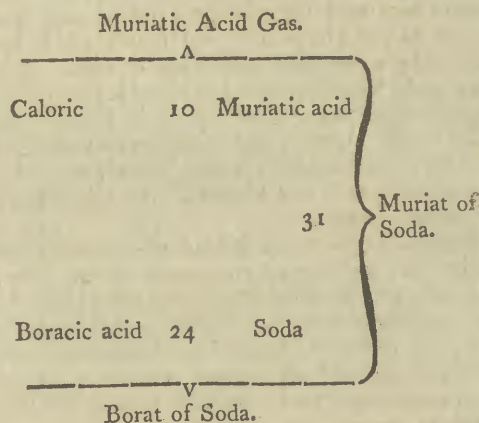 Muriatic Acid Gas.
Caloric 10 Muriatic acid
31
Muriat of
Soda.
Boracic acid 24 Soda
Borat of Soda.